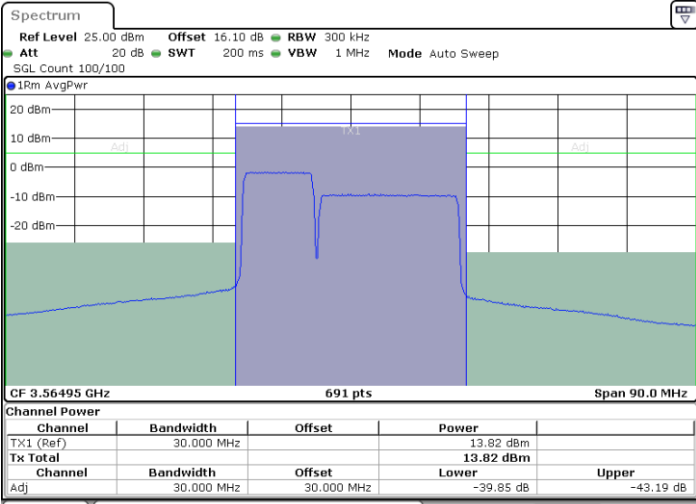 Spectrum
Ref Level 25.00 dBm Offset 16.10 dB RBW 300 kHz
Att 20 dB SWT 200 ms VBW 1 MHz Mode Auto Sweep
SGL Count 100/100
1Rm AvgPwr
20 dBm
TX1
10 dBm
Adj Adj
0 dBm
-10 dBm
-20 dBm
CF 3.56495 GHz 691 pts Span 90.0 MHz
Channel Power
Channel Bandwidth Offset Power
TX1 (Ref) 30.000 MHz 13.82 dBm
Tx Total 13.82 dBm
Channel Bandwidth Offset Lower Upper
Adj 30.000 MHz 30.000 MHz -39.85 dB -43.19 dB